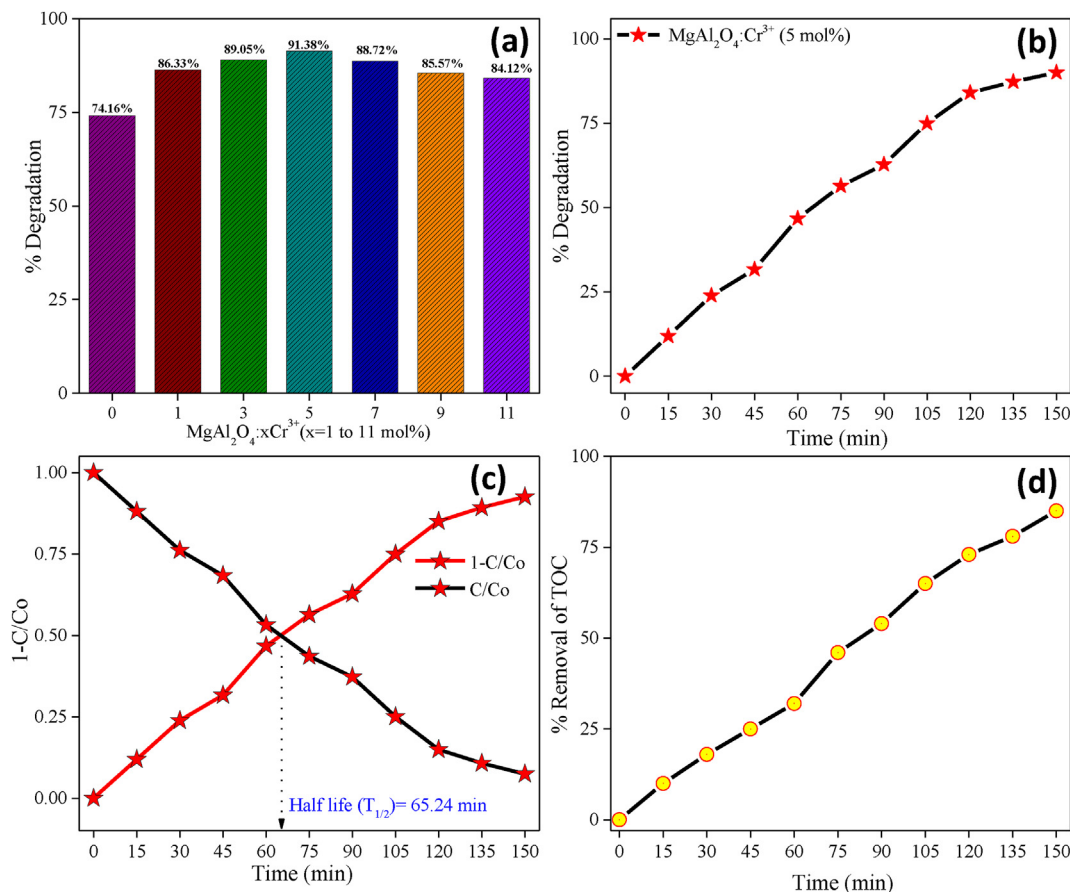 (a)
100
75
50
25
0
% Degradation
74.16%
86.33%
89.05%
91.38%
88.72%
85.57%
84.12%
0 1 3 5 7 9 11
MgAl₂O₄:xCr³⁺(x=1 to 11 mol%)
(b)
MgAl₂O₄:Cr³⁺ (5 mol%)
100
75
50
25
0
% Degradation
0 15 30 45 60 75 90 105 120 135 150
Time (min)
(c)
1.00
0.75
0.50
0.25
0.00
1-C/Co
1-C/Co
C/Co
Half life (T₁/₂)= 65.24 min
0 15 30 45 60 75 90 105 120 135 150
Time (min)
(d)
100
75
50
25
0
% Removal of TOC
0 15 30 45 60 75 90 105 120 135 150
Time (min)